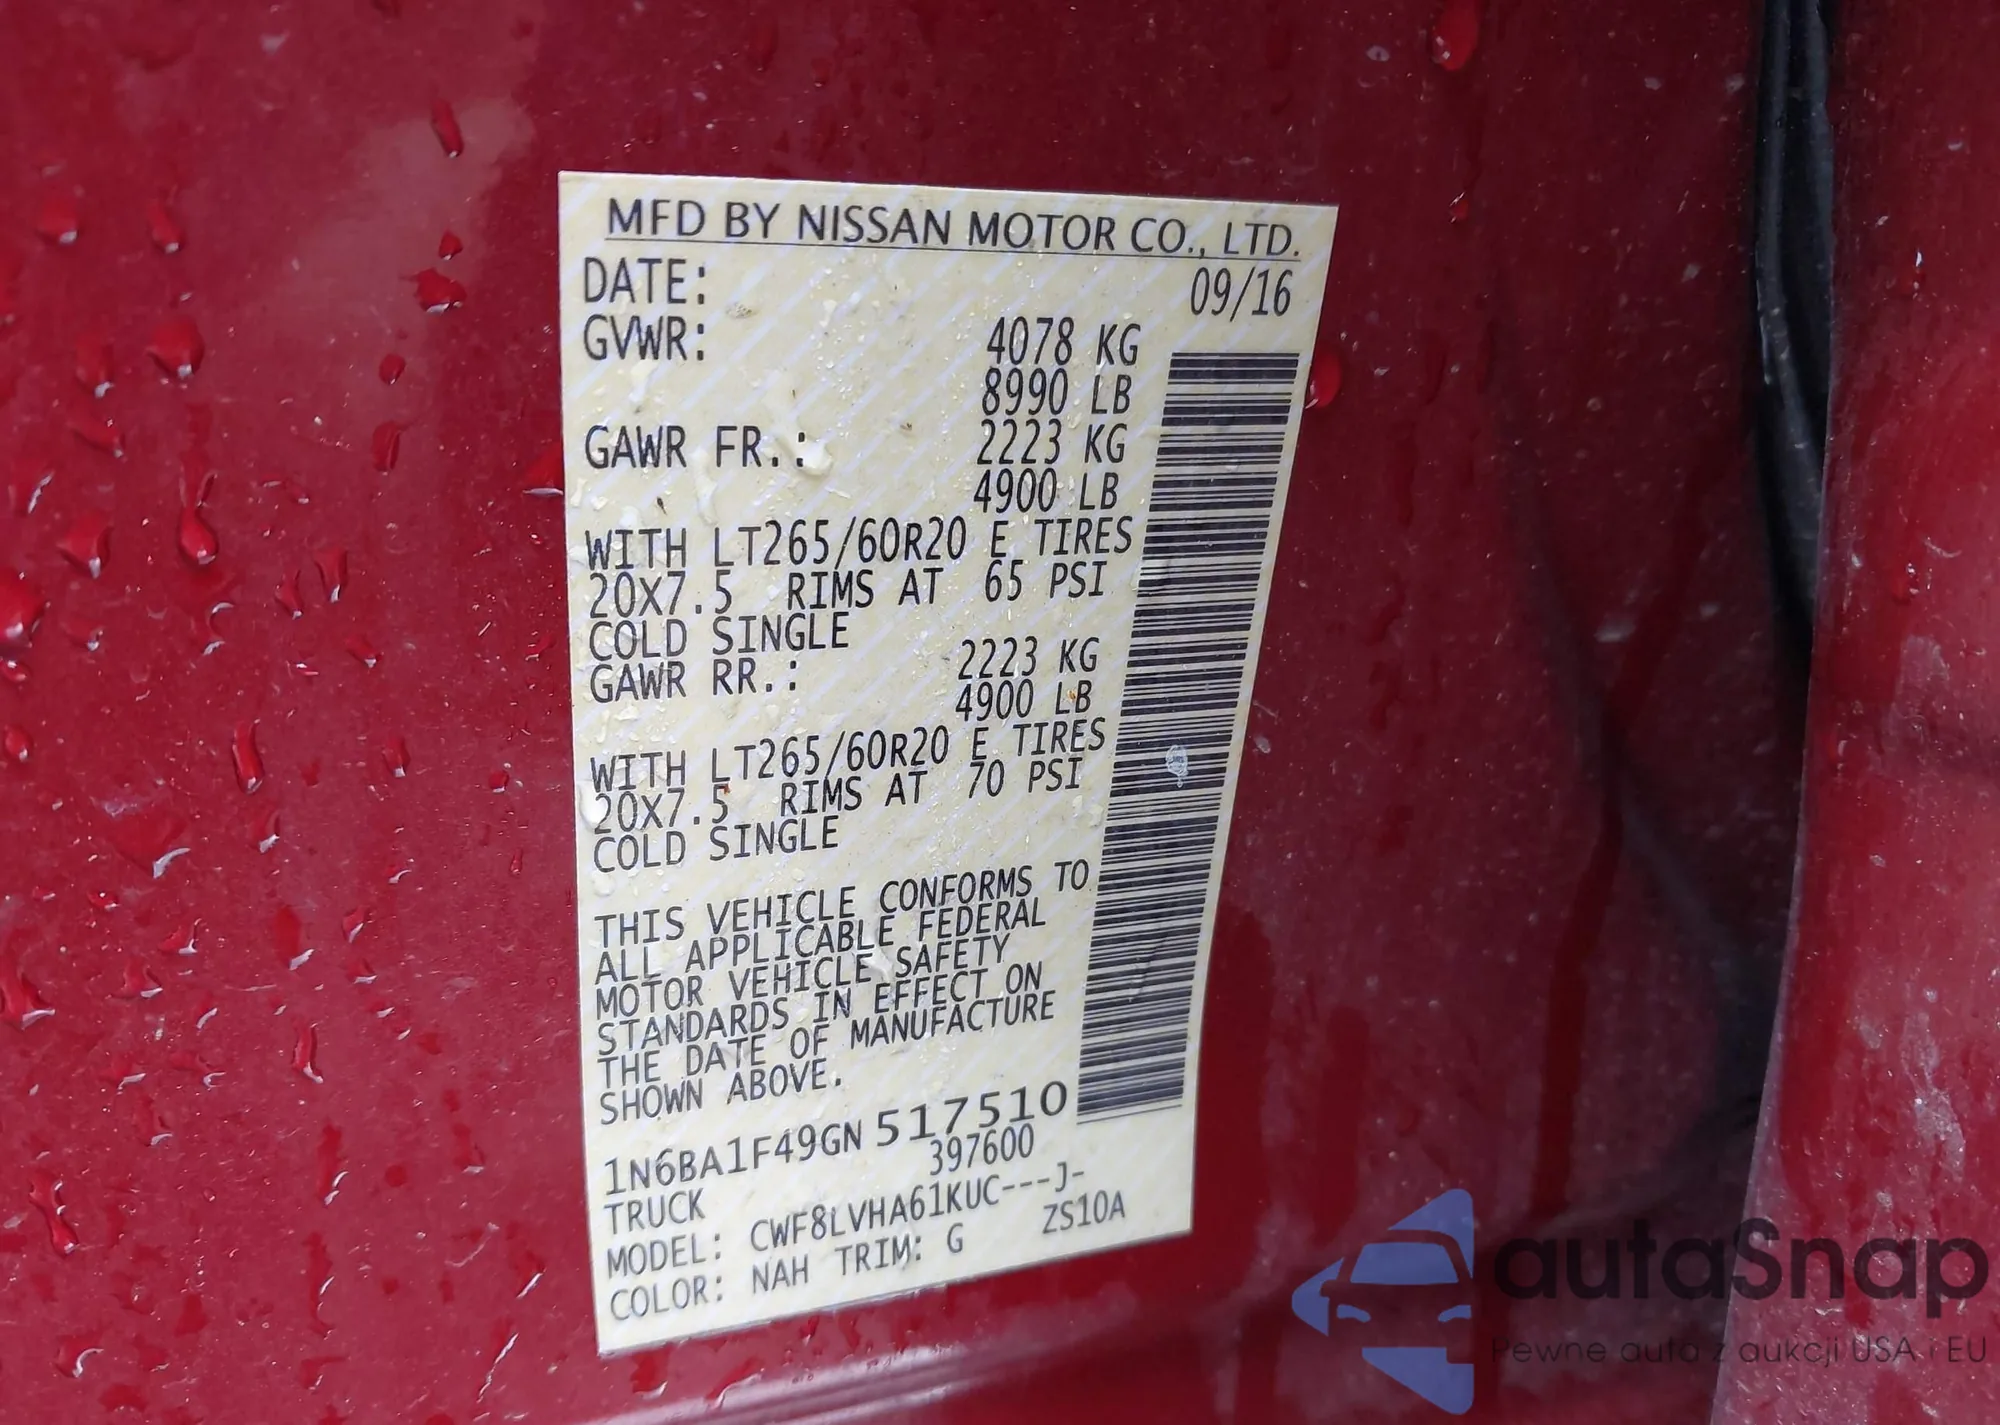 MFD BY NISSAN MOTOR CO., LTD.
DATE: 09/16
GVWR: 4078 KG
8990 LB
GAWR FR.: 2223 KG
4900 LB
WITH LT265/60R20 E TIRES
20X7.5 RIMS AT 65 PSI
COLD SINGLE
GAWR RR.: 2223 KG
4900 LB
WITH LT265/60R20 E TIRES
20X7.5 RIMS AT 70 PSI
COLD SINGLE
THIS VEHICLE CONFORMS TO
ALL APPLICABLE FEDERAL
MOTOR VEHICLE SAFETY
STANDARDS IN EFFECT ON
THE DATE OF MANUFACTURE
SHOWN ABOVE.
1N6BA1F49GN517510
TRUCK 397600
MODEL: CWF8LVHA61KUC---J-
COLOR: NAH TRIM: G ZS10A
autaSnap
Pewne auta z aukcji USA i EU